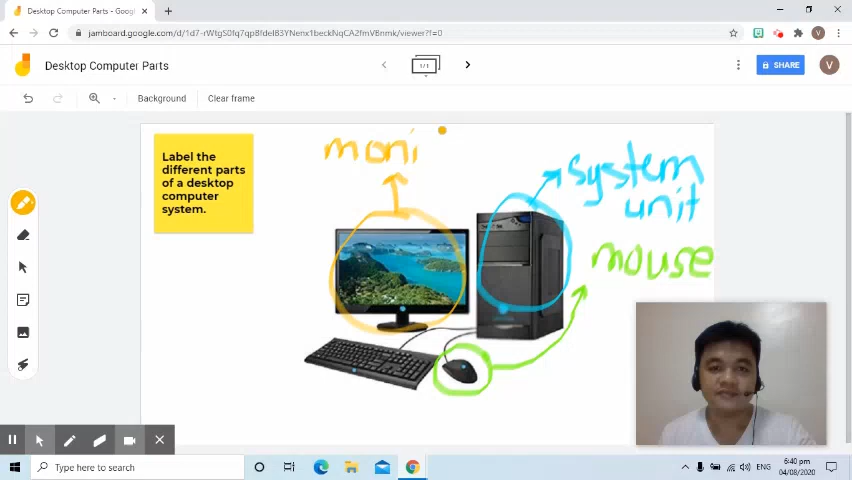 Desktop Computer Parts - Googl
jamboard.google.com/d/
/viewer?f=0
V
Desktop Computer Parts
1/1
SHARE
V
Background
Clear frame
Label the
different parts
of a desktop
computer
system.
moni
system
unit
mouse
Type here to search
ENG
6:40 pm
04/08/2020